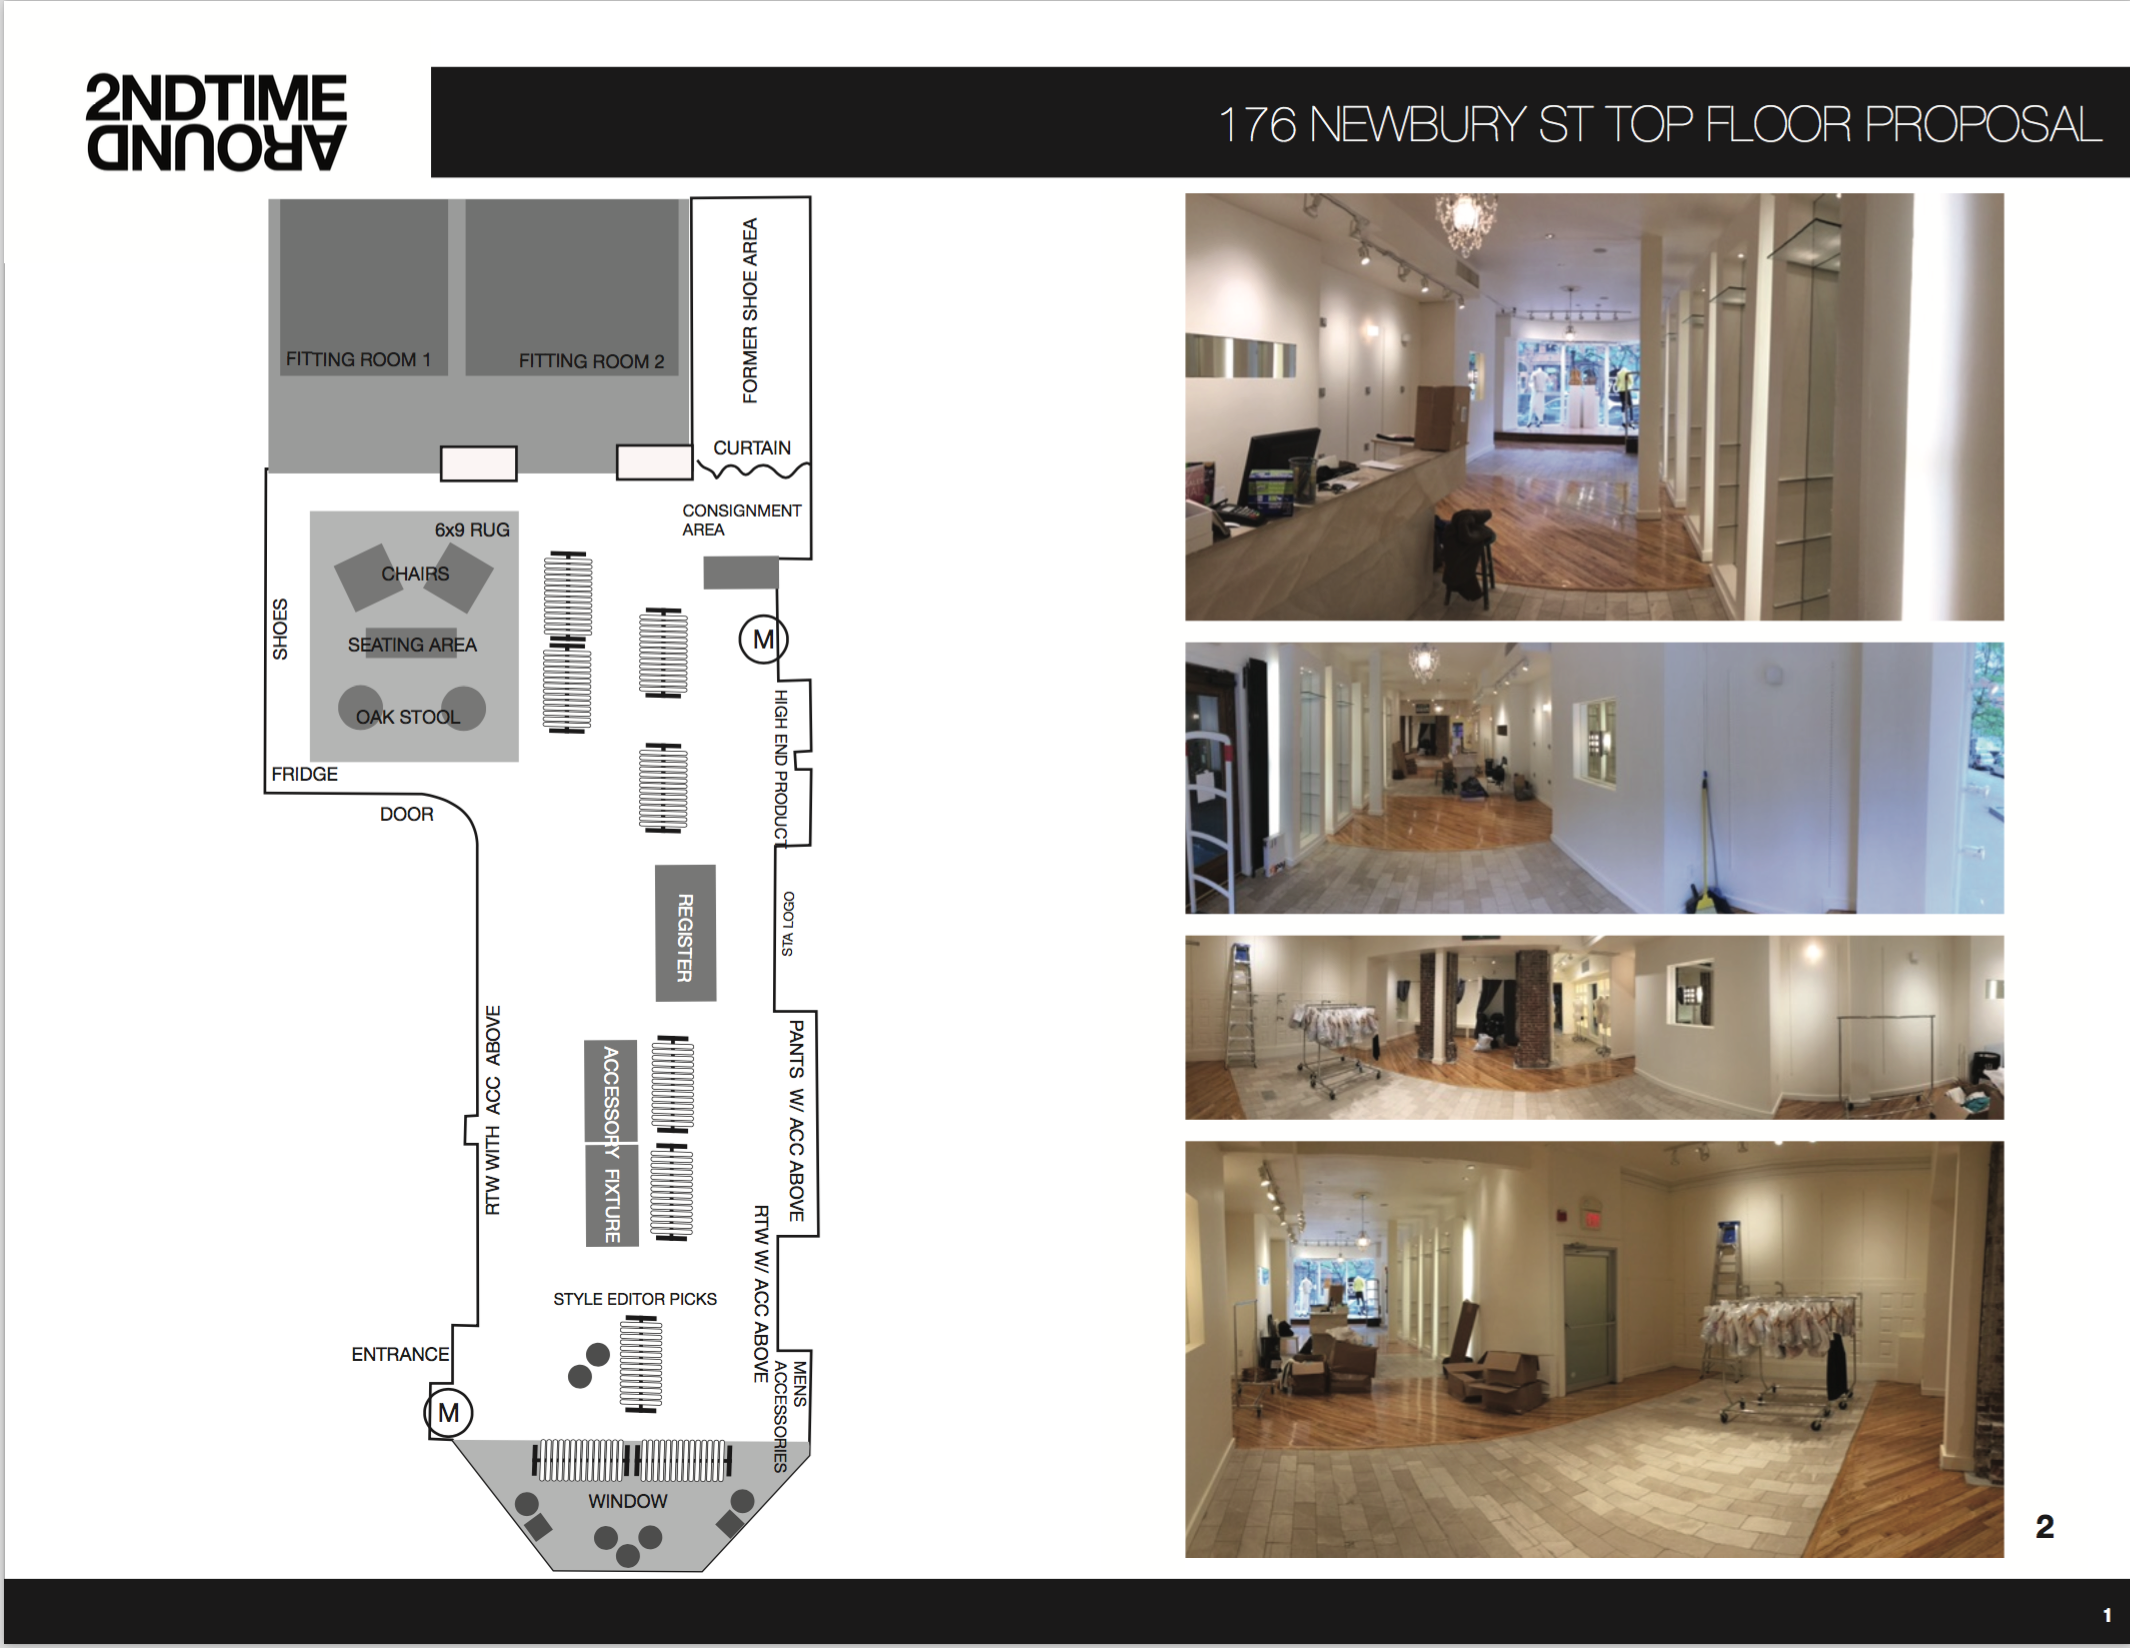 2NDTIME
AROUND
176 NEWBURY ST TOP FLOOR PROPOSAL
FITTING ROOM 1
FITTING ROOM 2
FORMER SHOE AREA
CURTAIN
CONSIGNMENT
AREA
6x9 RUG
CHAIRS
SEATING AREA
OAK STOOL
SHOES
FRIDGE
DOOR
M
HIGH END PRODUCT
REGISTER
STA LOGO
RTW WITH ACC ABOVE
ACCESSORY FIXTURE
PANTS W/ ACC ABOVE
RTW W/ ACC ABOVE
STYLE EDITOR PICKS
ENTRANCE
M
MENS
ACCESSORIES
WINDOW
2
1